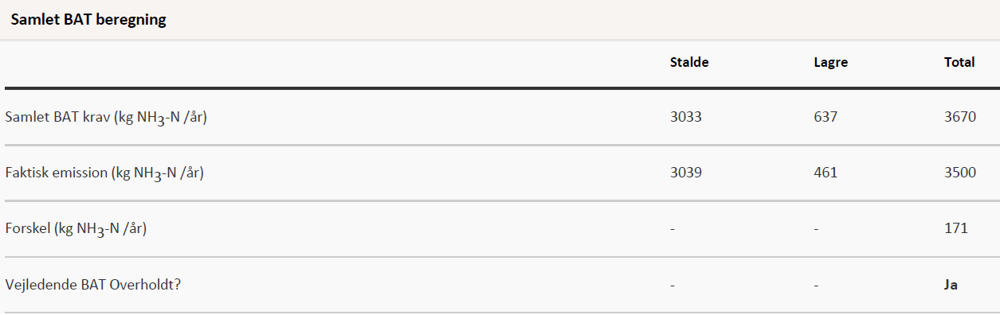 Samlet BAT beregning
Stalde Lagre Total
Samlet BAT krav (kg NH3-N /år) 3033 637 3670
Faktisk emission (kg NH3-N /år) 3039 461 3500
Forskel (kg NH3-N /år) - - 171
Vejledende BAT Overholdt? - - Ja